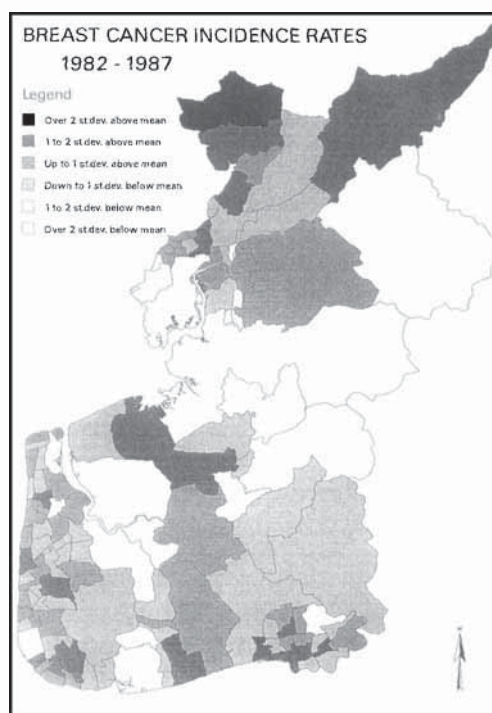 BREAST CANCER INCIDENCE RATES
1982 - 1987
Legend
Over 2 st.dev. above mean
1 to 2 st.dev. above mean
Up to 1 st.dev. above mean
Down to 1 st.dev. below mean
1 to 2 st.dev. below mean
Over 2 st.dev. below mean